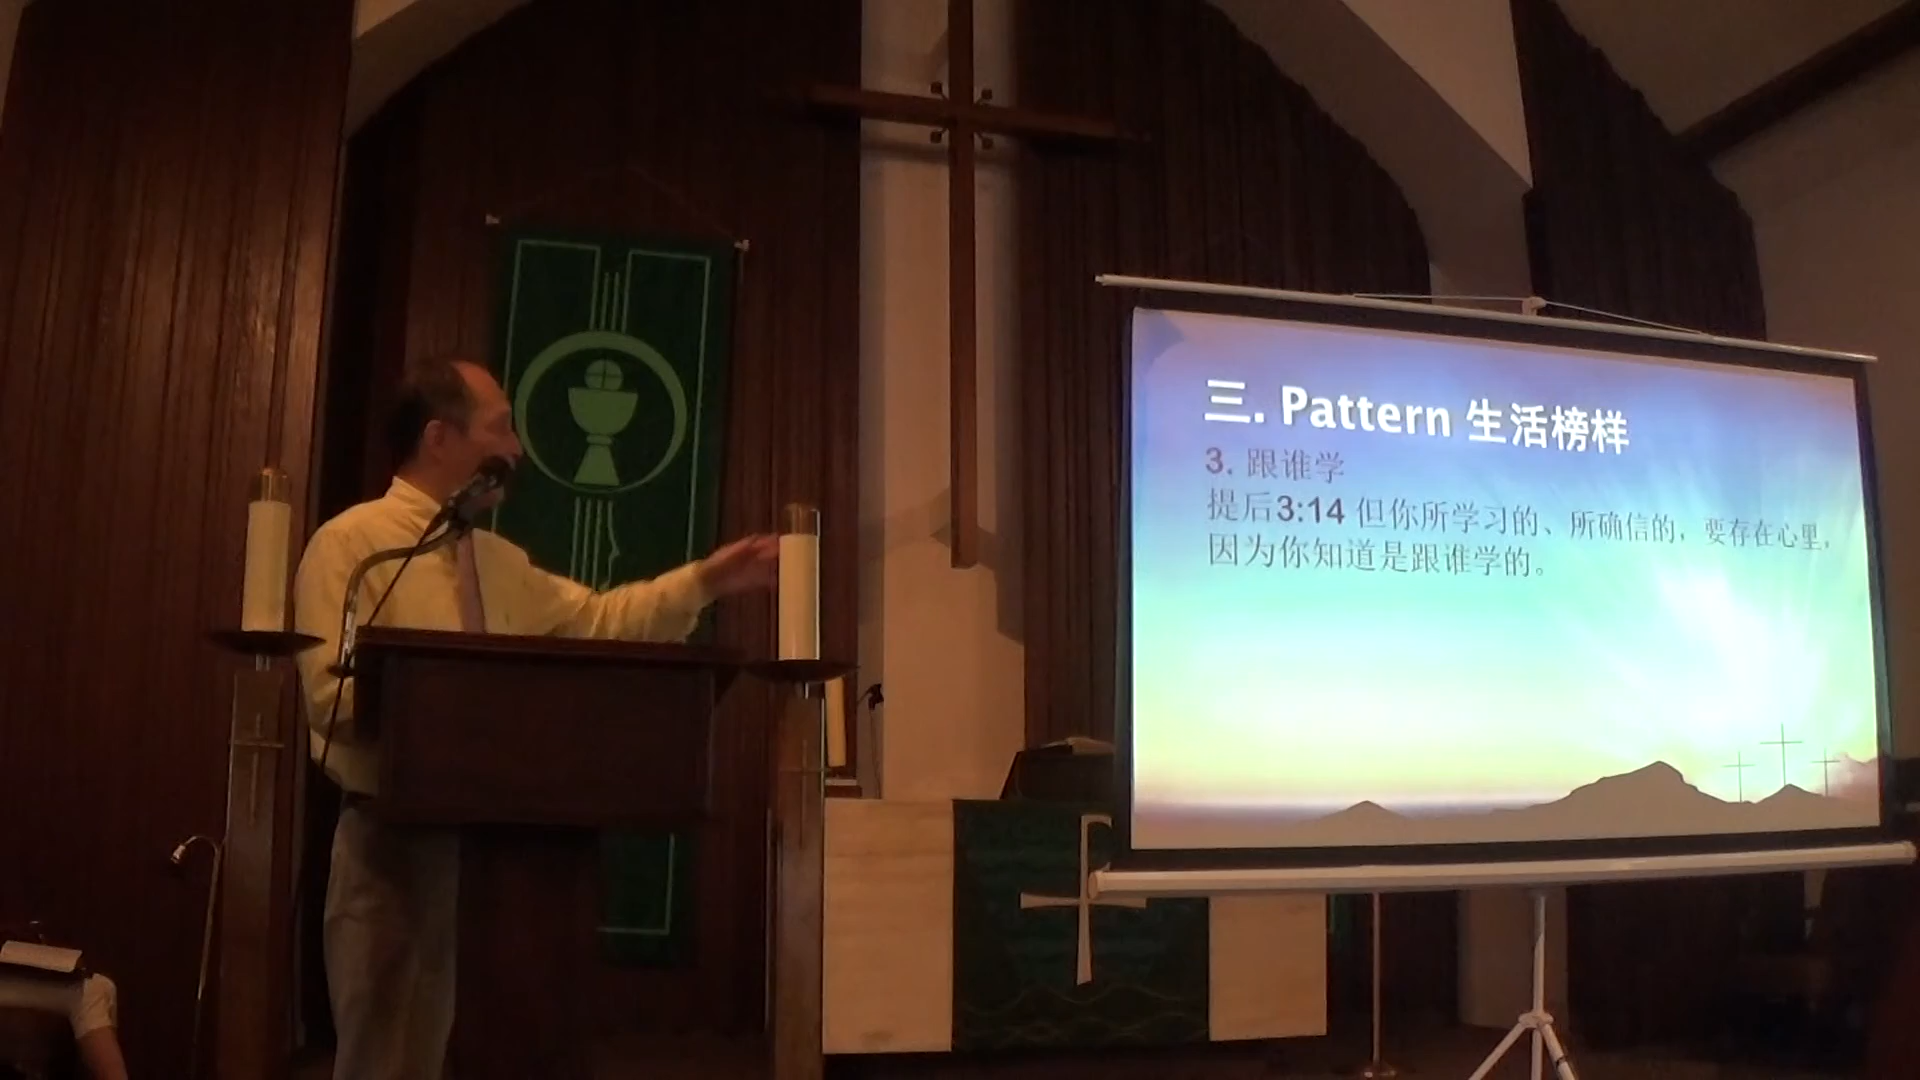 三. Pattern 生活榜样
3. 跟谁学
提后3:14 但你所学习的、所确信的，要存在心里，
因为你知道是跟谁学的。